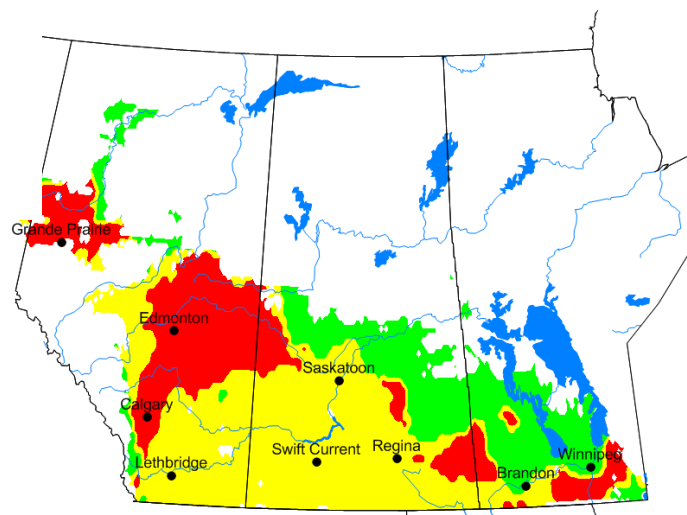 Grande Prairie
Edmonton
Saskatoon
Calgary
Regina
Swift Current
Winnipeg
Lethbridge
Brandon